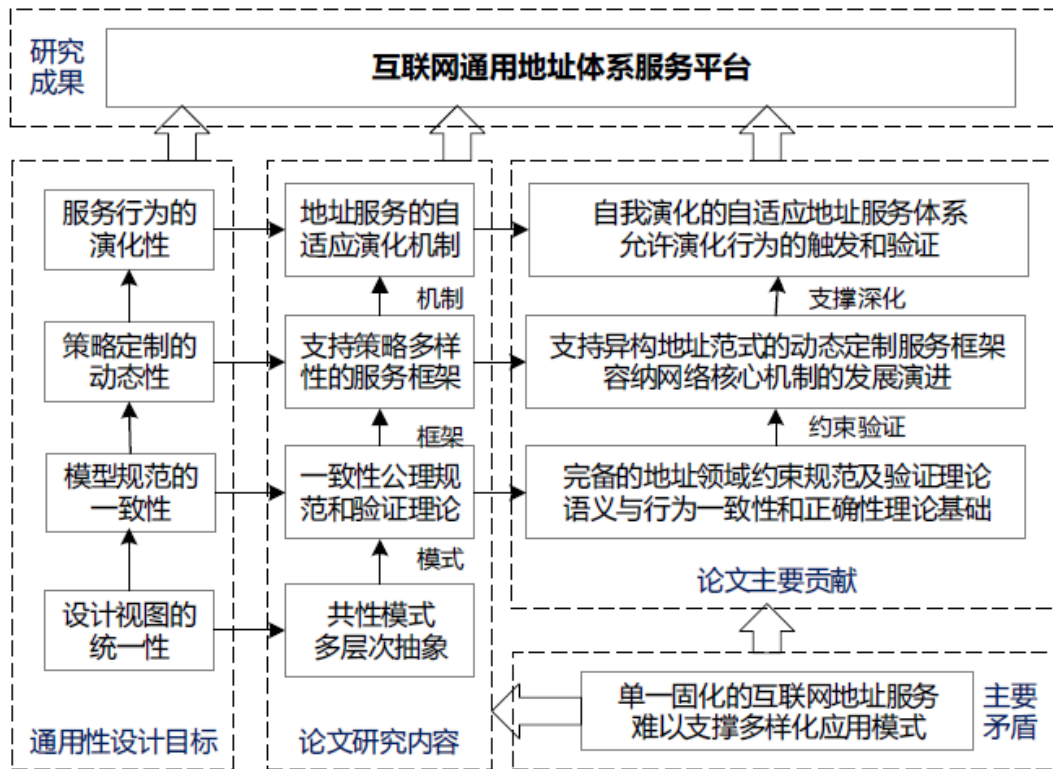 研究
成果
互联网通用地址体系服务平台
服务行为的
演化性
策略定制的
动态性
模型规范的
一致性
设计视图的
统一性
通用性设计目标
地址服务的自
适应演化机制
机制
支持策略多样
性的服务框架
框架
一致性公理规
范和验证理论
模式
共性模式
多层次抽象
论文研究内容
自我演化的自适应地址服务体系
允许演化行为的触发和验证
支撑深化
支持异构地址范式的动态定制服务框架
容纳网络核心机制的发展演进
约束验证
完备的地址领域约束规范及验证理论
语义与行为一致性和正确性理论基础
论文主要贡献
单一固化的互联网地址服务
难以支撑多样化应用模式
主要
矛盾